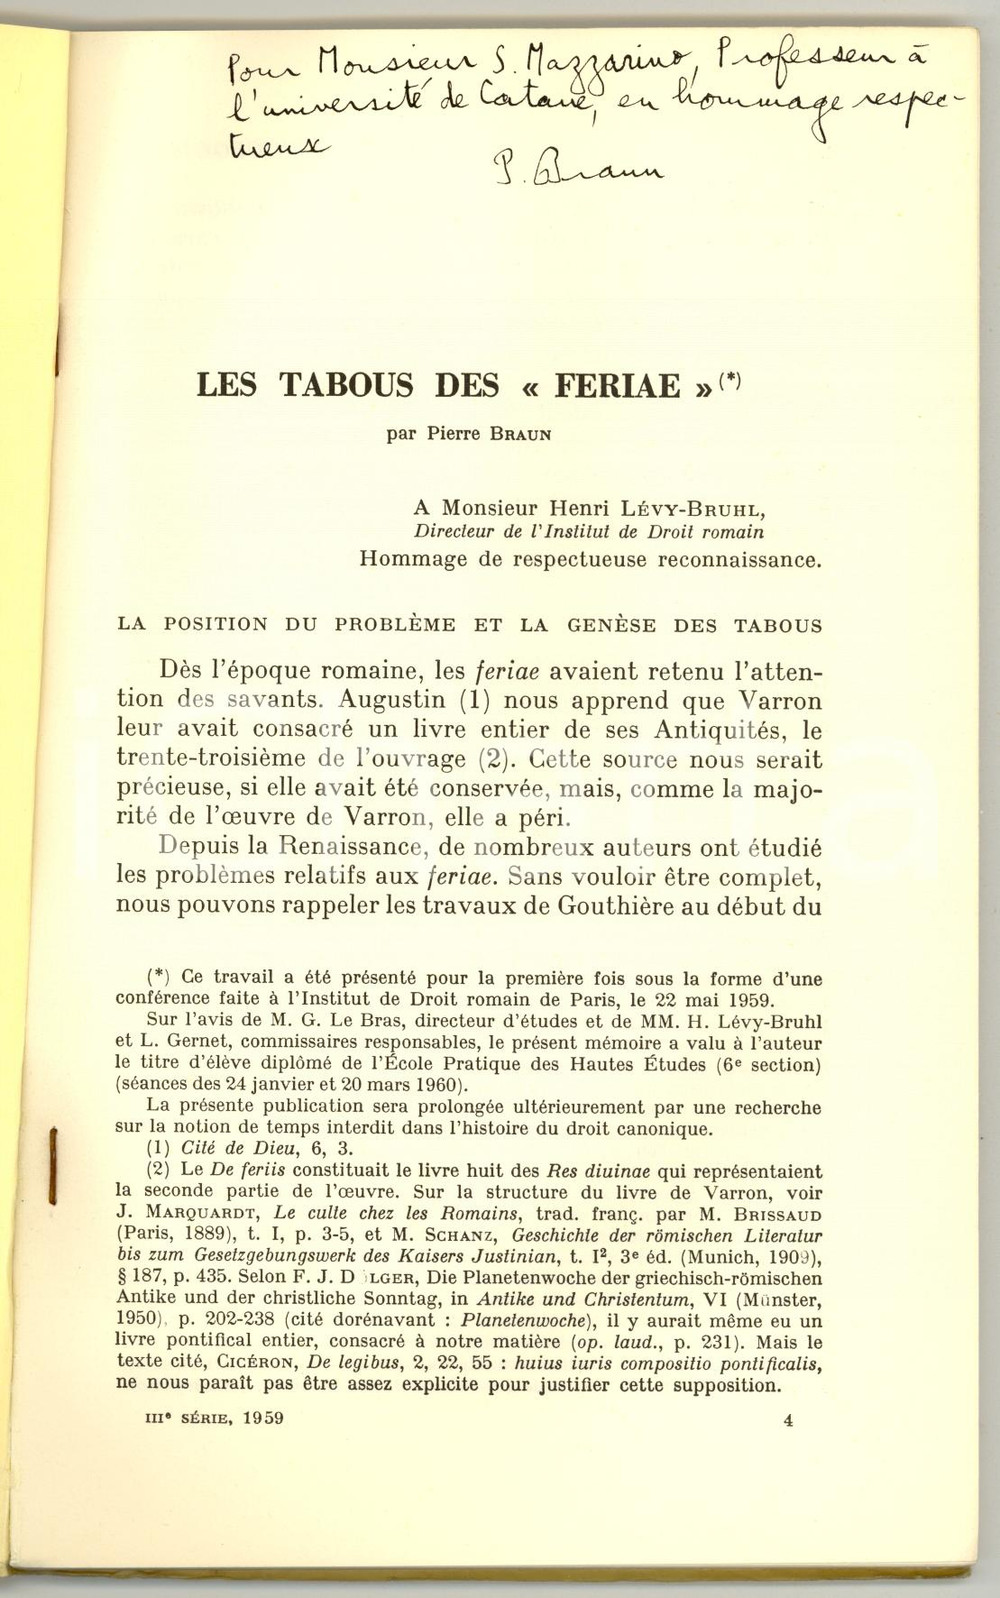 Pour Monsieur S. Mazzarino, Professeur à
l'université de Catane, en hommage respec-
tueux
P. Braun
LES TABOUS DES « FERIAE » (*)
par Pierre BRAUN
A Monsieur Henri LÉVY-BRUHL,
Directeur de l'Institut de Droit romain
Hommage de respectueuse reconnaissance.
LA POSITION DU PROBLÈME ET LA GENÈSE DES TABOUS
Dès l'époque romaine, les feriae avaient retenu l'atten-
tion des savants. Augustin (1) nous apprend que Varron
leur avait consacré un livre entier de ses Antiquités, le
trente-troisième de l'ouvrage (2). Cette source nous serait
précieuse, si elle avait été conservée, mais, comme la majo-
rité de l'œuvre de Varron, elle a péri.
Depuis la Renaissance, de nombreux auteurs ont étudié
les problèmes relatifs aux feriae. Sans vouloir être complet,
nous pouvons rappeler les travaux de Gouthière au début du
(*) Ce travail a été présenté pour la première fois sous la forme d'une
conférence faite à l'Institut de Droit romain de Paris, le 22 mai 1959.
Sur l'avis de M. G. Le Bras, directeur d'études et de MM. H. Lévy-Bruhl
et L. Gernet, commissaires responsables, le présent mémoire a valu à l'auteur
le titre d'élève diplômé de l'École Pratique des Hautes Études (6e section)
(séances des 24 janvier et 20 mars 1960).
La présente publication sera prolongée ultérieurement par une recherche
sur la notion de temps interdit dans l'histoire du droit canonique.
(1) Cité de Dieu, 6, 3.
(2) Le De feriis constituait le livre huit des Res diuinae qui représentaient
la seconde partie de l'œuvre. Sur la structure du livre de Varron, voir
J. MARQUARDT, Le culte chez les Romains, trad. franç. par M. BRISSAUD
(Paris, 1889), t. I, p. 3-5, et M. SCHANZ, Geschichte der römischen Literatur
bis zum Gesetzgebungswerk des Kaisers Justinian, t. I², 3e éd. (Munich, 1909),
§ 187, p. 435. Selon F. J. D LGER, Die Planetenwoche der griechisch-römischen
Antike und der christliche Sonntag, in Antike und Christentum, VI (Münster,
1950), p. 202-238 (cité dorénavant : Planetenwoche), il y aurait même eu un
livre pontifical entier, consacré à notre matière (op. laud., p. 231). Mais le
texte cité, CICÉRON, De legibus, 2, 22, 55 : huius iuris compositio pontificalis,
ne nous paraît pas être assez explicite pour justifier cette supposition.
IIIe SÉRIE, 1959 4